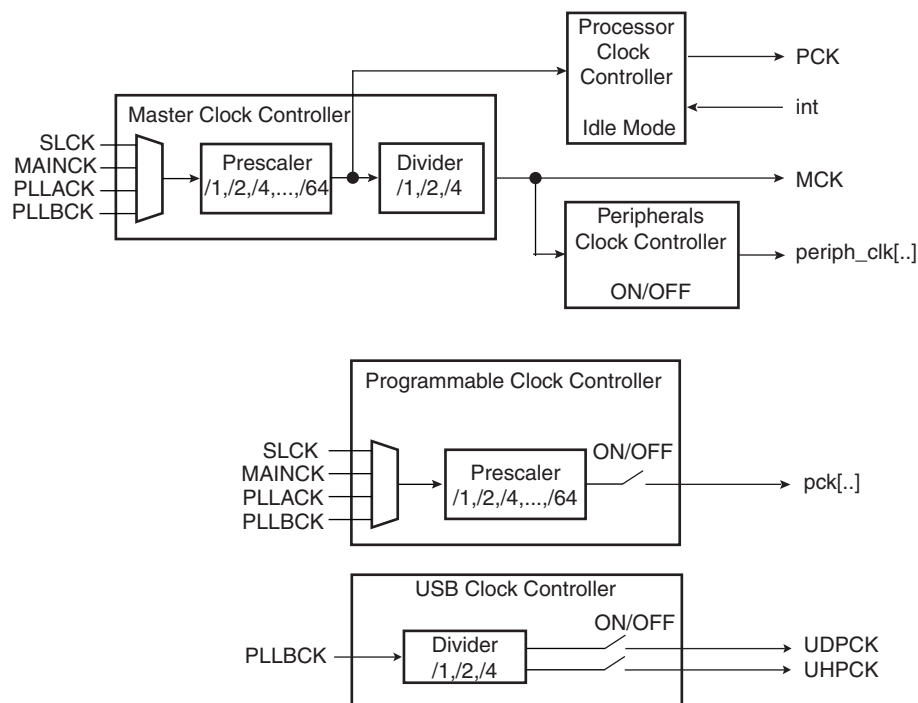 Processor
Clock
Controller
Idle Mode
PCK
int
Master Clock Controller
SLCK
MAINCK
PLLACK
PLLBCK
Prescaler
/1,/2,/4,...,/64
Divider
/1,/2,/4
MCK
Peripherals
Clock Controller
ON/OFF
periph_clk[..]
Programmable Clock Controller
SLCK
MAINCK
PLLACK
PLLBCK
Prescaler
/1,/2,/4,...,/64
ON/OFF
pck[..]
USB Clock Controller
PLLBCK
Divider
/1,/2,/4
ON/OFF
UDPCK
UHPCK